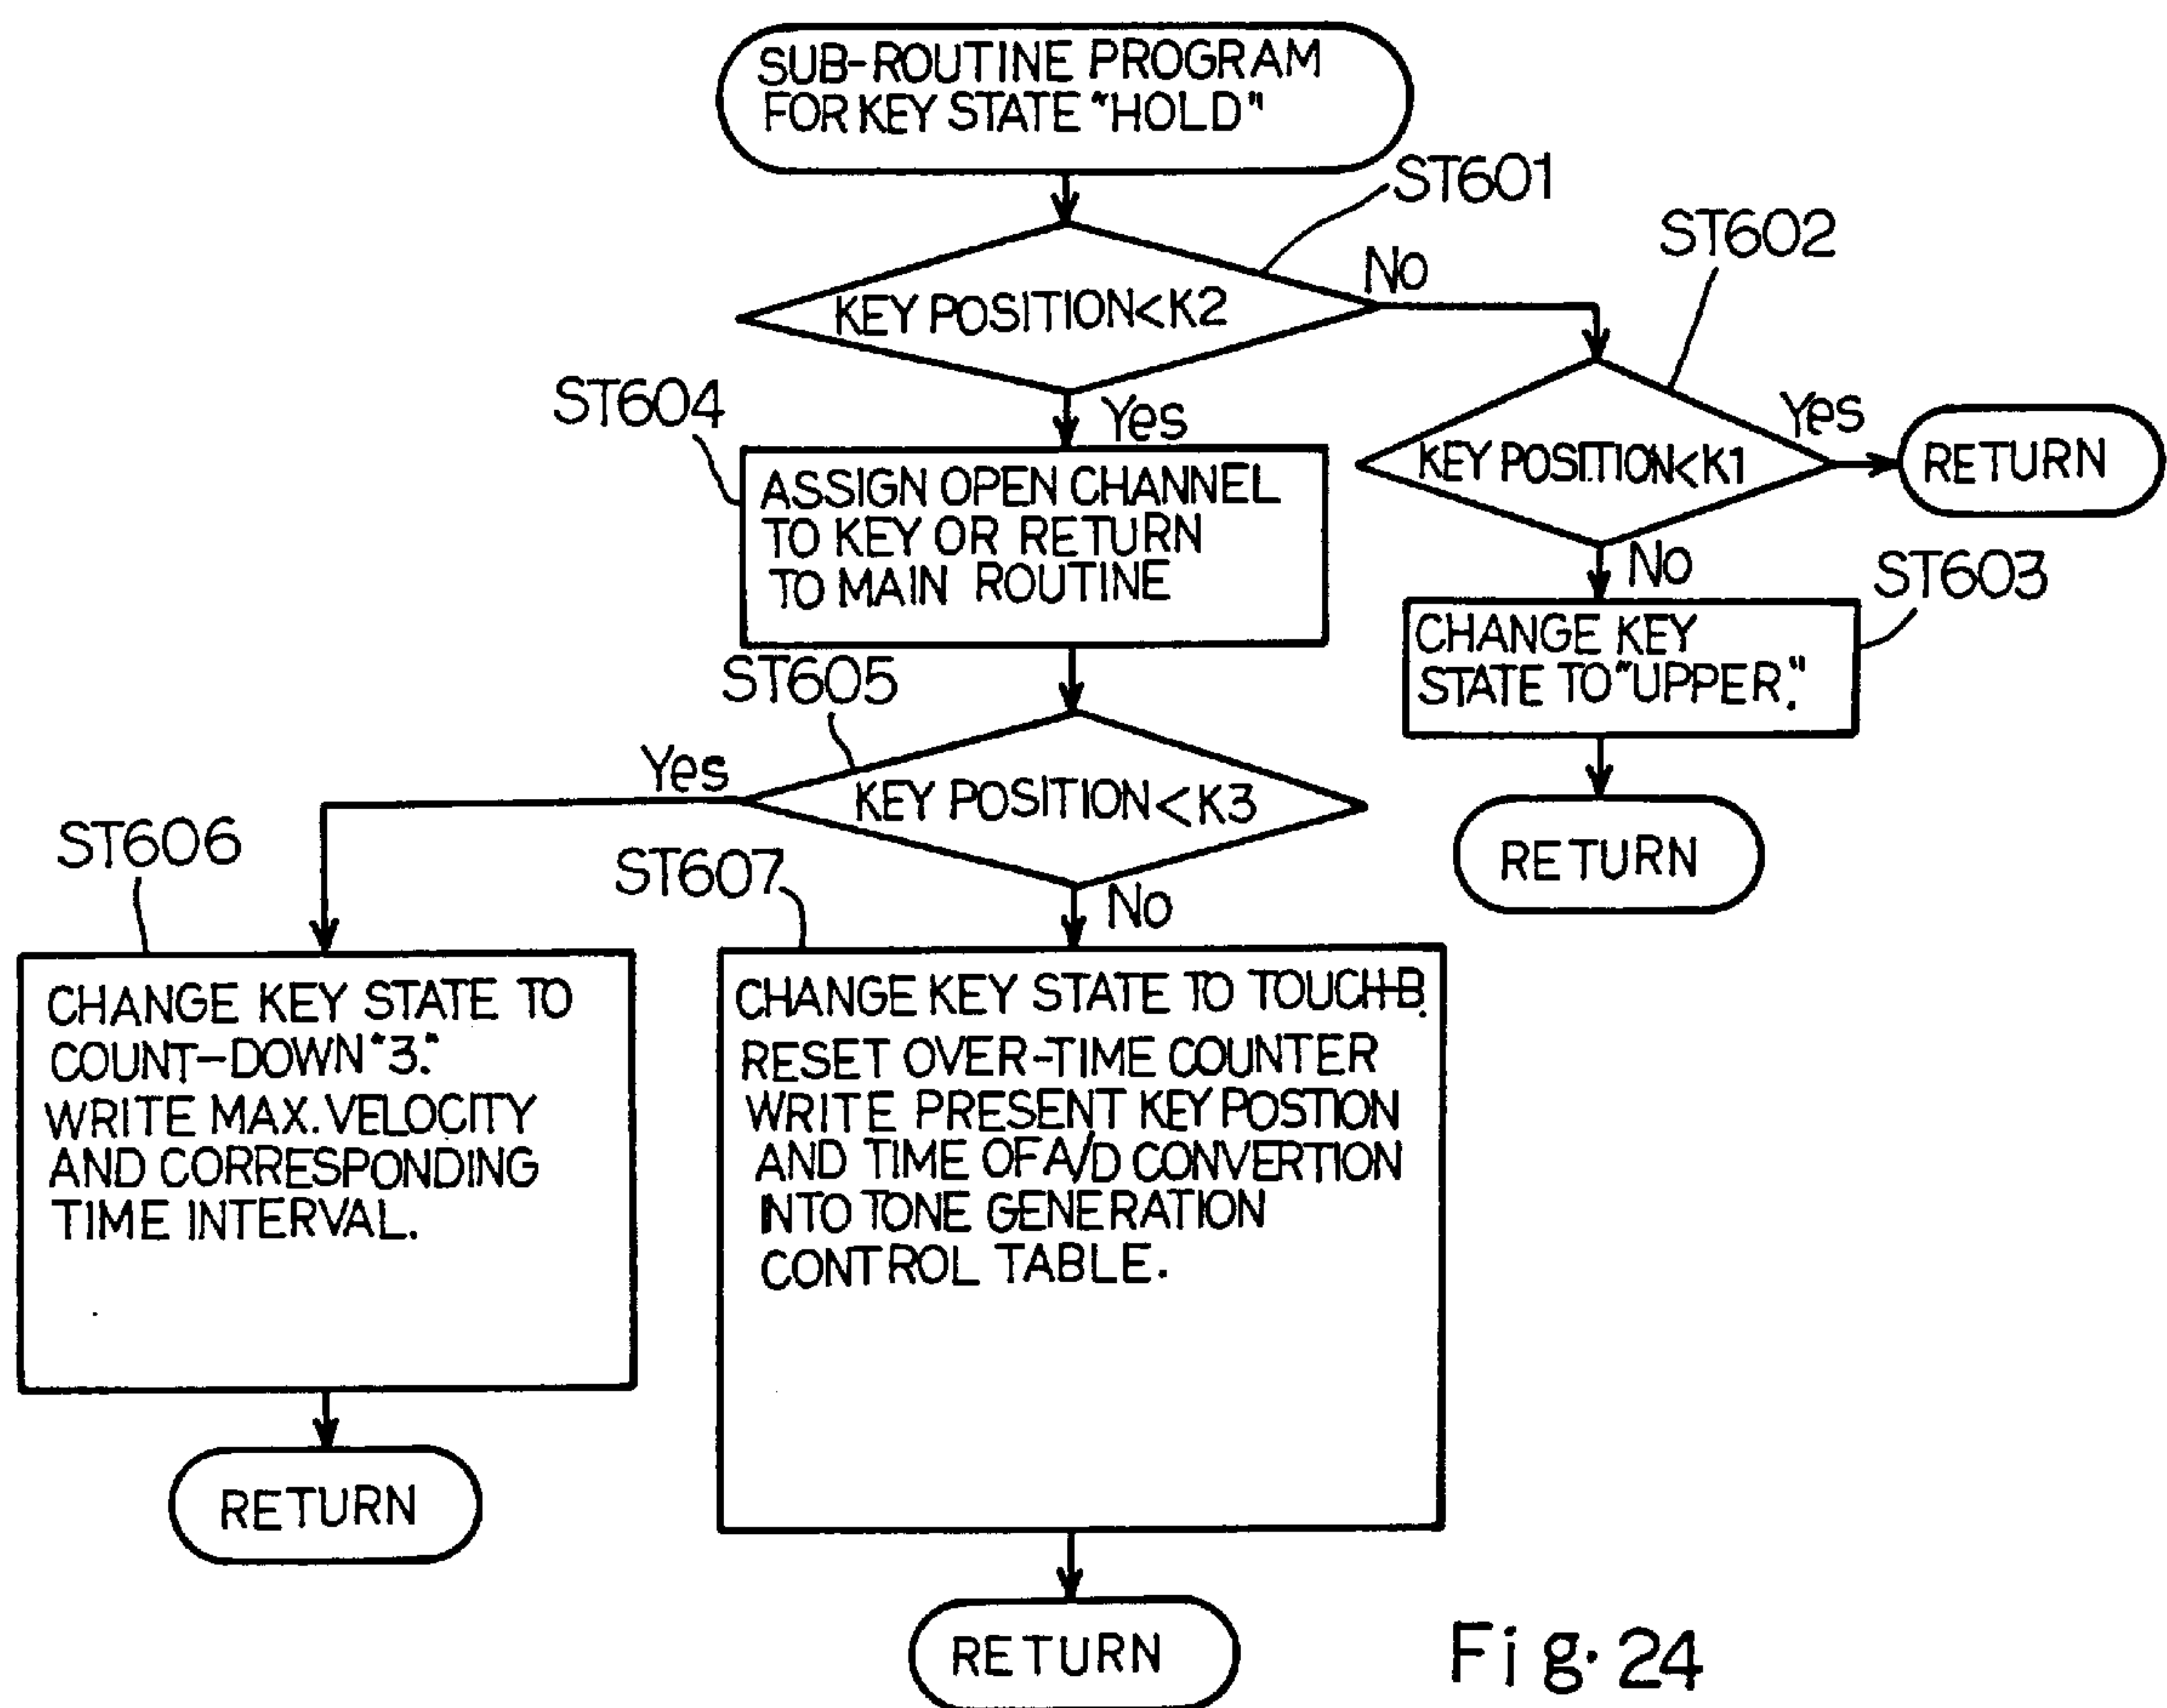 SUB-ROUTINE PROGRAM
FOR KEY STATE "HOLD"
ST601
KEY POSITION<K2
No
ST602
Yes
KEY POSITION<K1
Yes
RETURN
ST604
ASSIGN OPEN CHANNEL
TO KEY OR RETURN
TO MAIN ROUTINE
No
ST603
CHANGE KEY
STATE TO "UPPER."
RETURN
ST605
KEY POSITION<K3
Yes
No
ST606
CHANGE KEY STATE TO
COUNT-DOWN "3."
WRITE MAX. VELOCITY
AND CORRESPONDING
TIME INTERVAL.
RETURN
ST607
CHANGE KEY STATE TO TOUCH-B.
RESET OVER-TIME COUNTER
WRITE PRESENT KEY POSTION
AND TIME OF A/D CONVERTION
INTO TONE GENERATION
CONTROL TABLE.
RETURN
Fig. 24